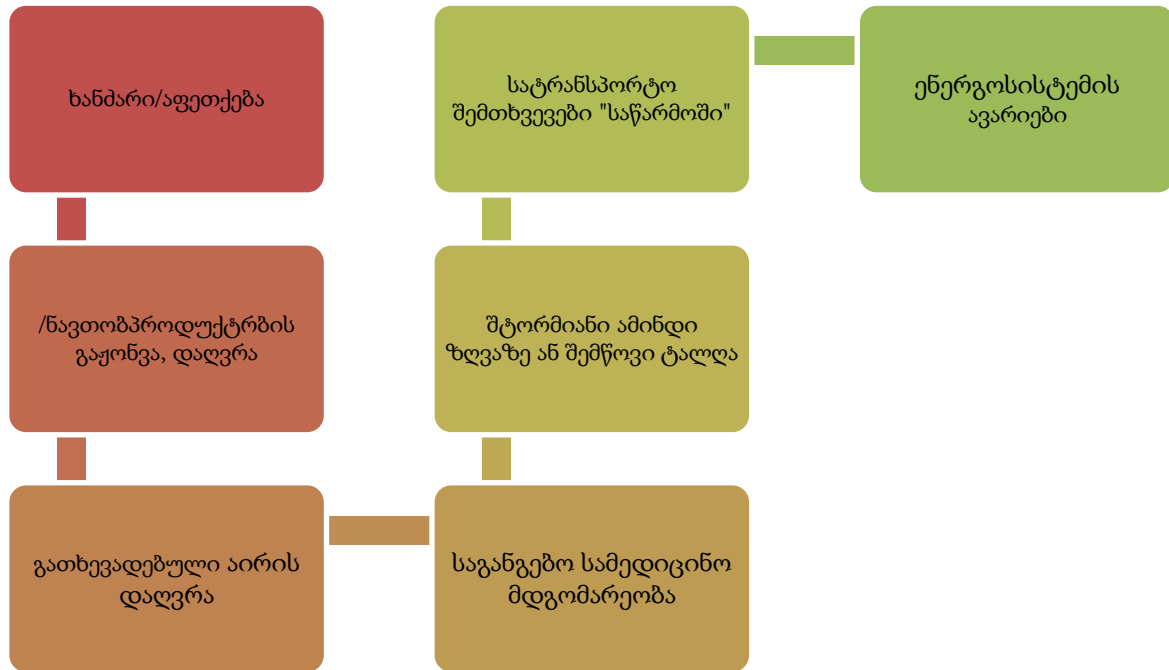 ხანძარი/აფეთქება
/ნავთობპროდუქტრბის
გაჟონვა, დაღვრა
გათხევადებული აირის
დაღვრა
საგანგებო სამედიცინო
მდგომარეობა
შტორმიანი ამინდი
ზღვაზე ან შემწოვი ტალღა
სატრანსპორტო
შემთხვევები "საწარმოში"
ენერგოსისტემის
ავარიები